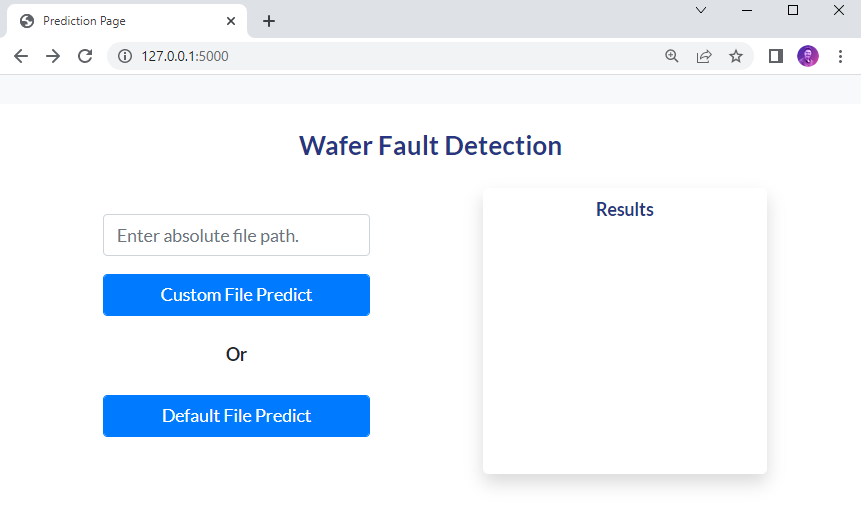 Prediction Page
127.0.0.1:5000
Wafer Fault Detection
Enter absolute file path.
Custom File Predict
Or
Default File Predict
Results